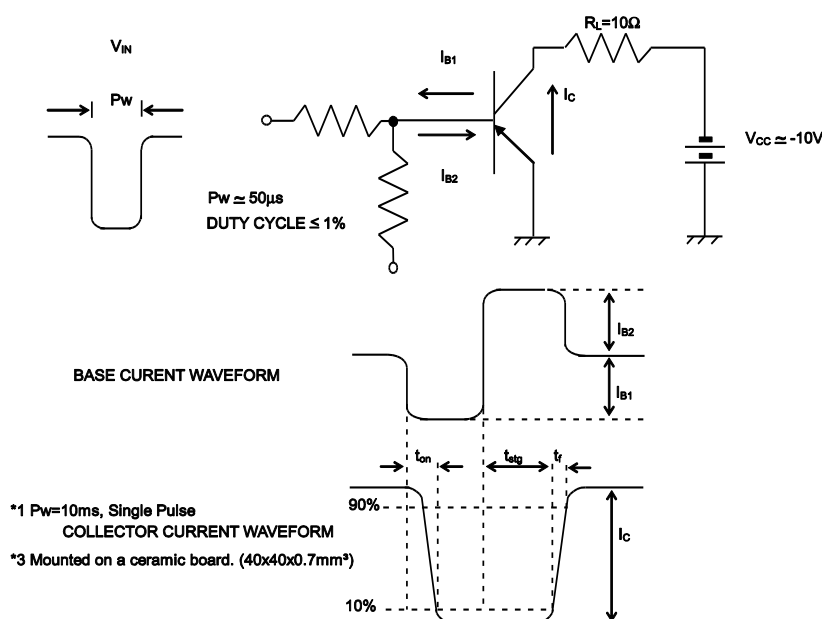 RL=10Ω
VIN
IB1
Pw
IC
VCC ≃ -10V
IB2
Pw ≃ 50µs
DUTY CYCLE ≤ 1%
IB2
BASE CURENT WAVEFORM
IB1
ton
tstg
tf
90%
*1 Pw=10ms, Single Pulse
COLLECTOR CURRENT WAVEFORM
IC
*3 Mounted on a ceramic board. (40x40x0.7mm³)
10%